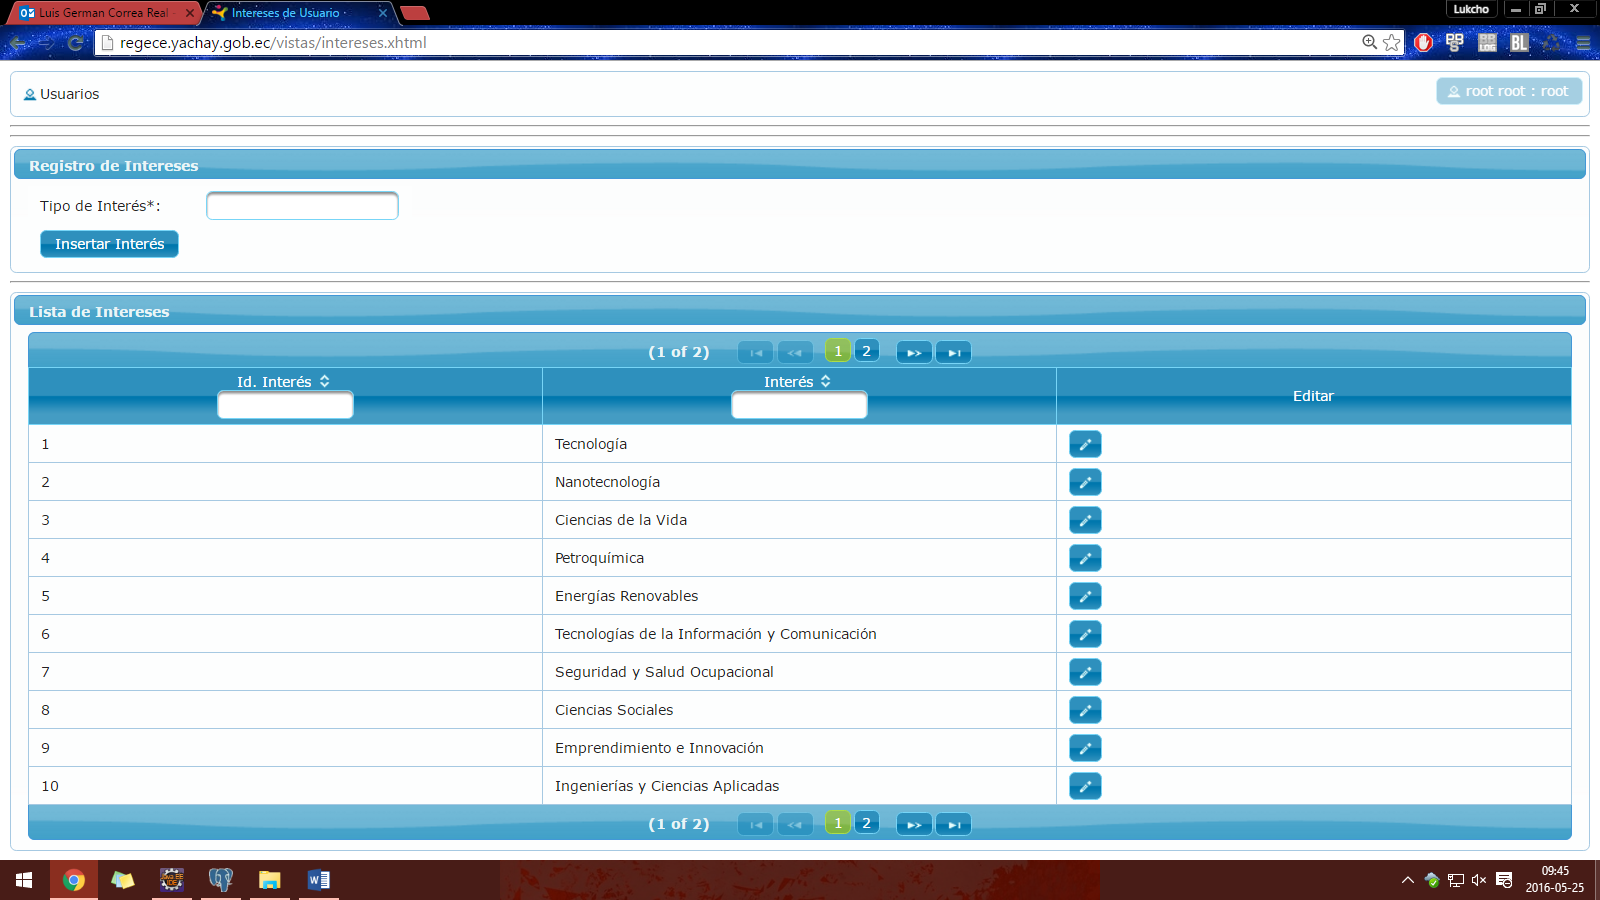 Luis German Correa Real
Intereses de Usuario ·
Lukcho
regece.yachay.gob.ec/vistas/intereses.xhtml
Usuarios
root root : root
Registro de Intereses
Tipo de Interés*:
Insertar Interés
Lista de Intereses
(1 of 2) 1 2
Id. Interés Interés Editar
1 Tecnología
2 Nanotecnología
3 Ciencias de la Vida
4 Petroquímica
5 Energías Renovables
6 Tecnologías de la Información y Comunicación
7 Seguridad y Salud Ocupacional
8 Ciencias Sociales
9 Emprendimiento e Innovación
10 Ingenierías y Ciencias Aplicadas
(1 of 2) 1 2
09:45
2016-05-25